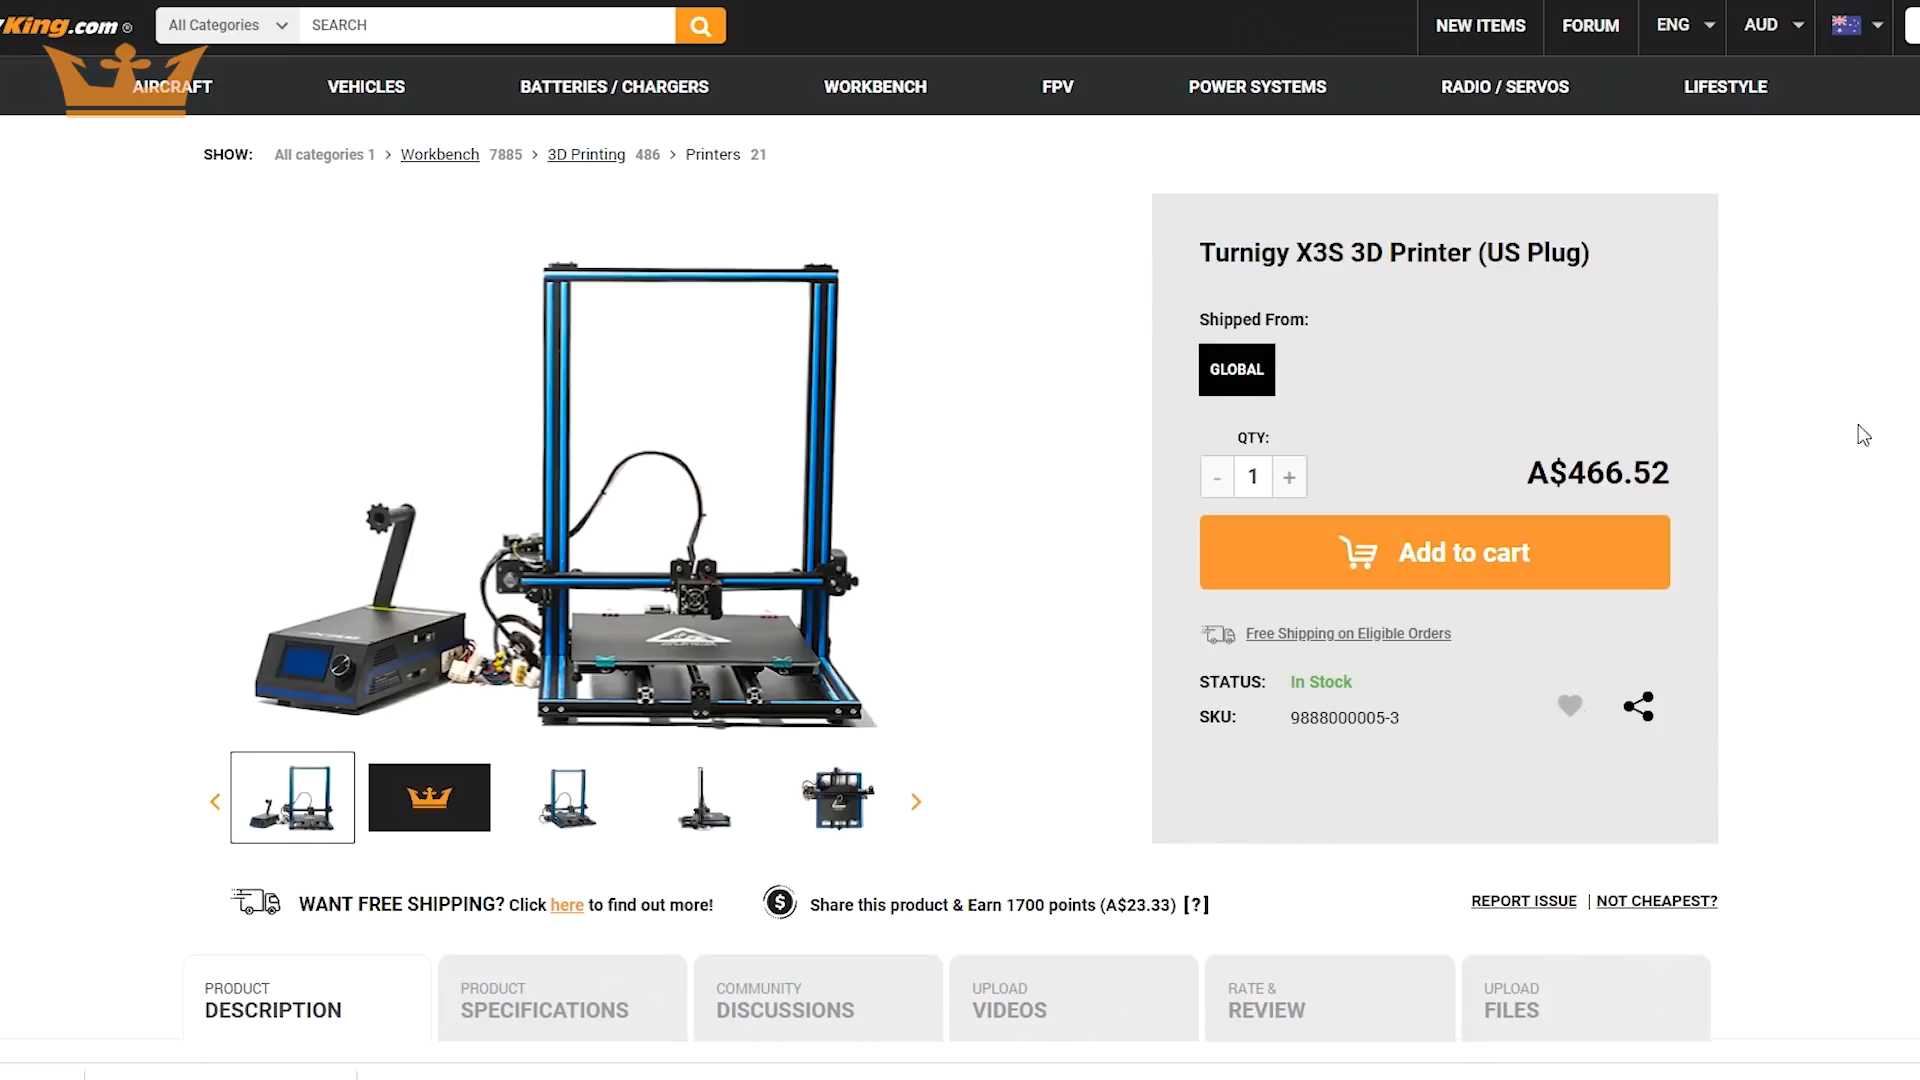 King.com ®
All Categories
SEARCH
NEW ITEMS
FORUM
ENG
AUD
AIRCRAFT
VEHICLES
BATTERIES / CHARGERS
WORKBENCH
FPV
POWER SYSTEMS
RADIO / SERVOS
LIFESTYLE
SHOW: All categories 1 > Workbench 7885 > 3D Printing 486 > Printers 21
Turnigy X3S 3D Printer (US Plug)
Shipped From:
GLOBAL
QTY:
- 1 +
A$466.52
Add to cart
Free Shipping on Eligible Orders
STATUS: In Stock
SKU: 9888000005-3
WANT FREE SHIPPING? Click here to find out more!
Share this product & Earn 1700 points (A$23.33) [?]
REPORT ISSUE | NOT CHEAPEST?
PRODUCT
DESCRIPTION
PRODUCT
SPECIFICATIONS
COMMUNITY
DISCUSSIONS
UPLOAD
VIDEOS
RATE &
REVIEW
UPLOAD
FILES